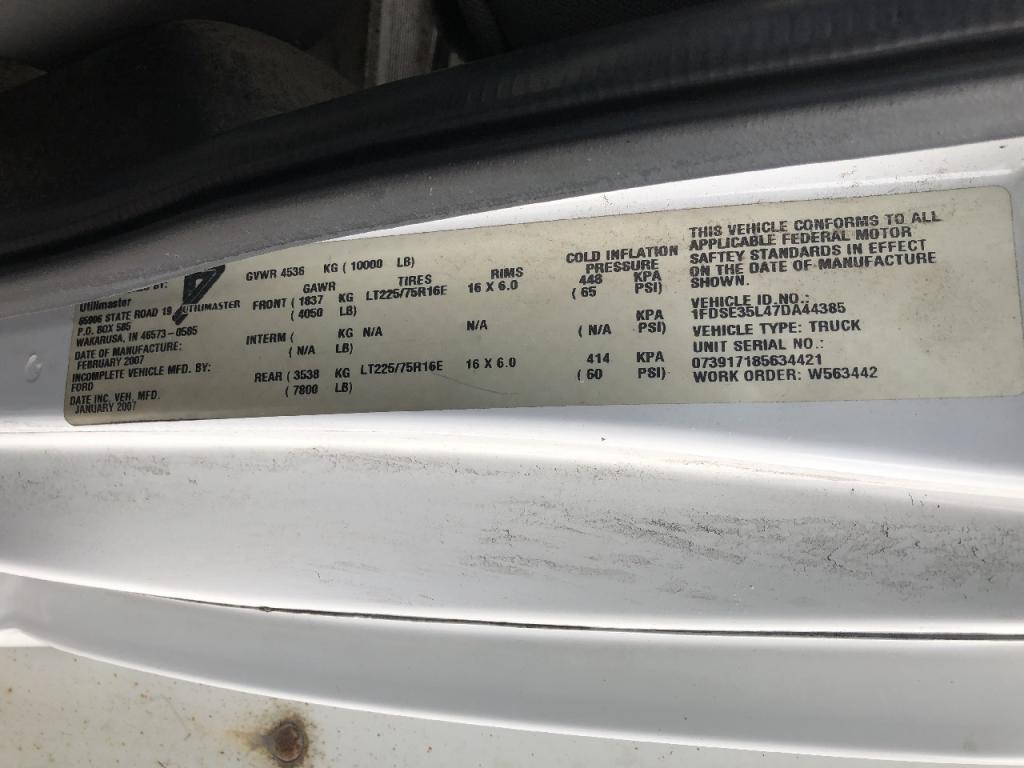 BY:
Utilimaster
65906 STATE ROAD 19
P.O. BOX 585
WAKARUSA, IN 46573-0585
DATE OF MANUFACTURE:
FEBRUARY 2007
INCOMPLETE VEHICLE MFD. BY:
FORD
DATE INC. VEH. MFD.
JANUARY 2007
UTILIMASTER
GVWR 4536 KG ( 10000 LB)
GAWR TIRES RIMS COLD INFLATION PRESSURE
FRONT ( 1837 KG LT225/75R16E 16 X 6.0 448 KPA
( 4050 LB) ( 65 PSI)
INTERM ( KG N/A KPA
( N/A LB) ( N/A PSI)
REAR ( 3538 KG LT225/75R16E 16 X 6.0 414 KPA
( 7800 LB) ( 60 PSI)
THIS VEHICLE CONFORMS TO ALL
APPLICABLE FEDERAL MOTOR
SAFTEY STANDARDS IN EFFECT
ON THE DATE OF MANUFACTURE
SHOWN.
VEHICLE ID NO.:
1FDSE35L47DA44385
VEHICLE TYPE: TRUCK
UNIT SERIAL NO.:
073917185634421
WORK ORDER: W563442